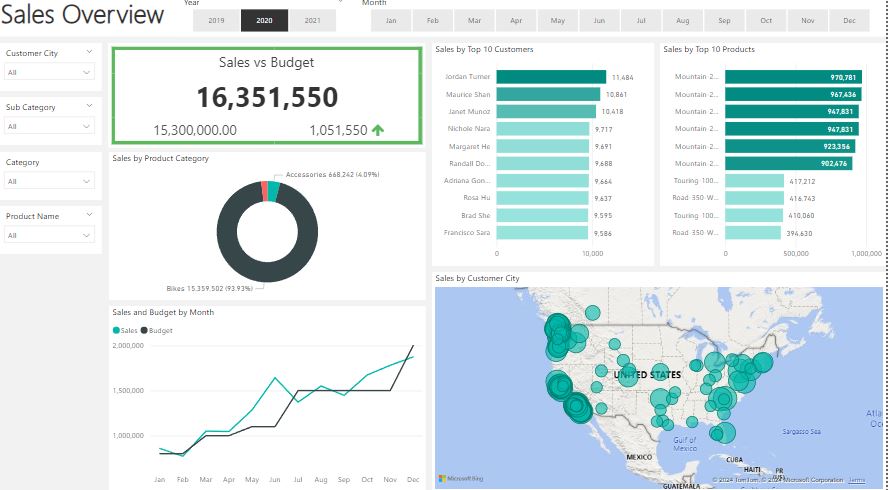 Sales Overview
Year
2019 2020 2021
Month
Jan Feb Mar Apr May Jun Jul Aug Sep Oct Nov Dec
Customer City
All
Sub Category
All
Category
All
Product Name
All
Sales vs Budget
16,351,550
15,300,000.00 1,051,550
Sales by Product Category
Accessories 668,242 (4.09%)
Bikes 15,359,502 (93.93%)
Sales and Budget by Month
Sales Budget
2,000,000
1,500,000
1,000,000
Jan Feb Mar Apr May Jun Jul Aug Sep Oct Nov Dec
Sales by Top 10 Customers
Jordan Turner 11,484
Maurice Shan 10,861
Janet Munoz 10,418
Nichole Nara 9,717
Margaret He 9,691
Randall Do... 9,688
Adriana Gon... 9,664
Rosa Hu 9,637
Brad She 9,595
Francisco Sara 9,586
0 10,000
Sales by Top 10 Products
Mountain-2... 970,781
Mountain-2... 967,436
Mountain-2... 947,831
Mountain-2... 947,831
Mountain-2... 923,356
Mountain-2... 902,476
Touring-100... 417,212
Road-350-W... 416,743
Touring-100... 410,060
Road-350-W... 394,630
0 500,000 1,000,000
Sales by Customer City
UNITED STATES
Gulf of
Mexico
MEXICO
CUBA
HAITI
PR
(US)
GUATEMALA
Sargasso Sea
Atla
Oc
Microsoft Bing
© 2024 TomTom, © 2024 Microsoft Corporation Terms